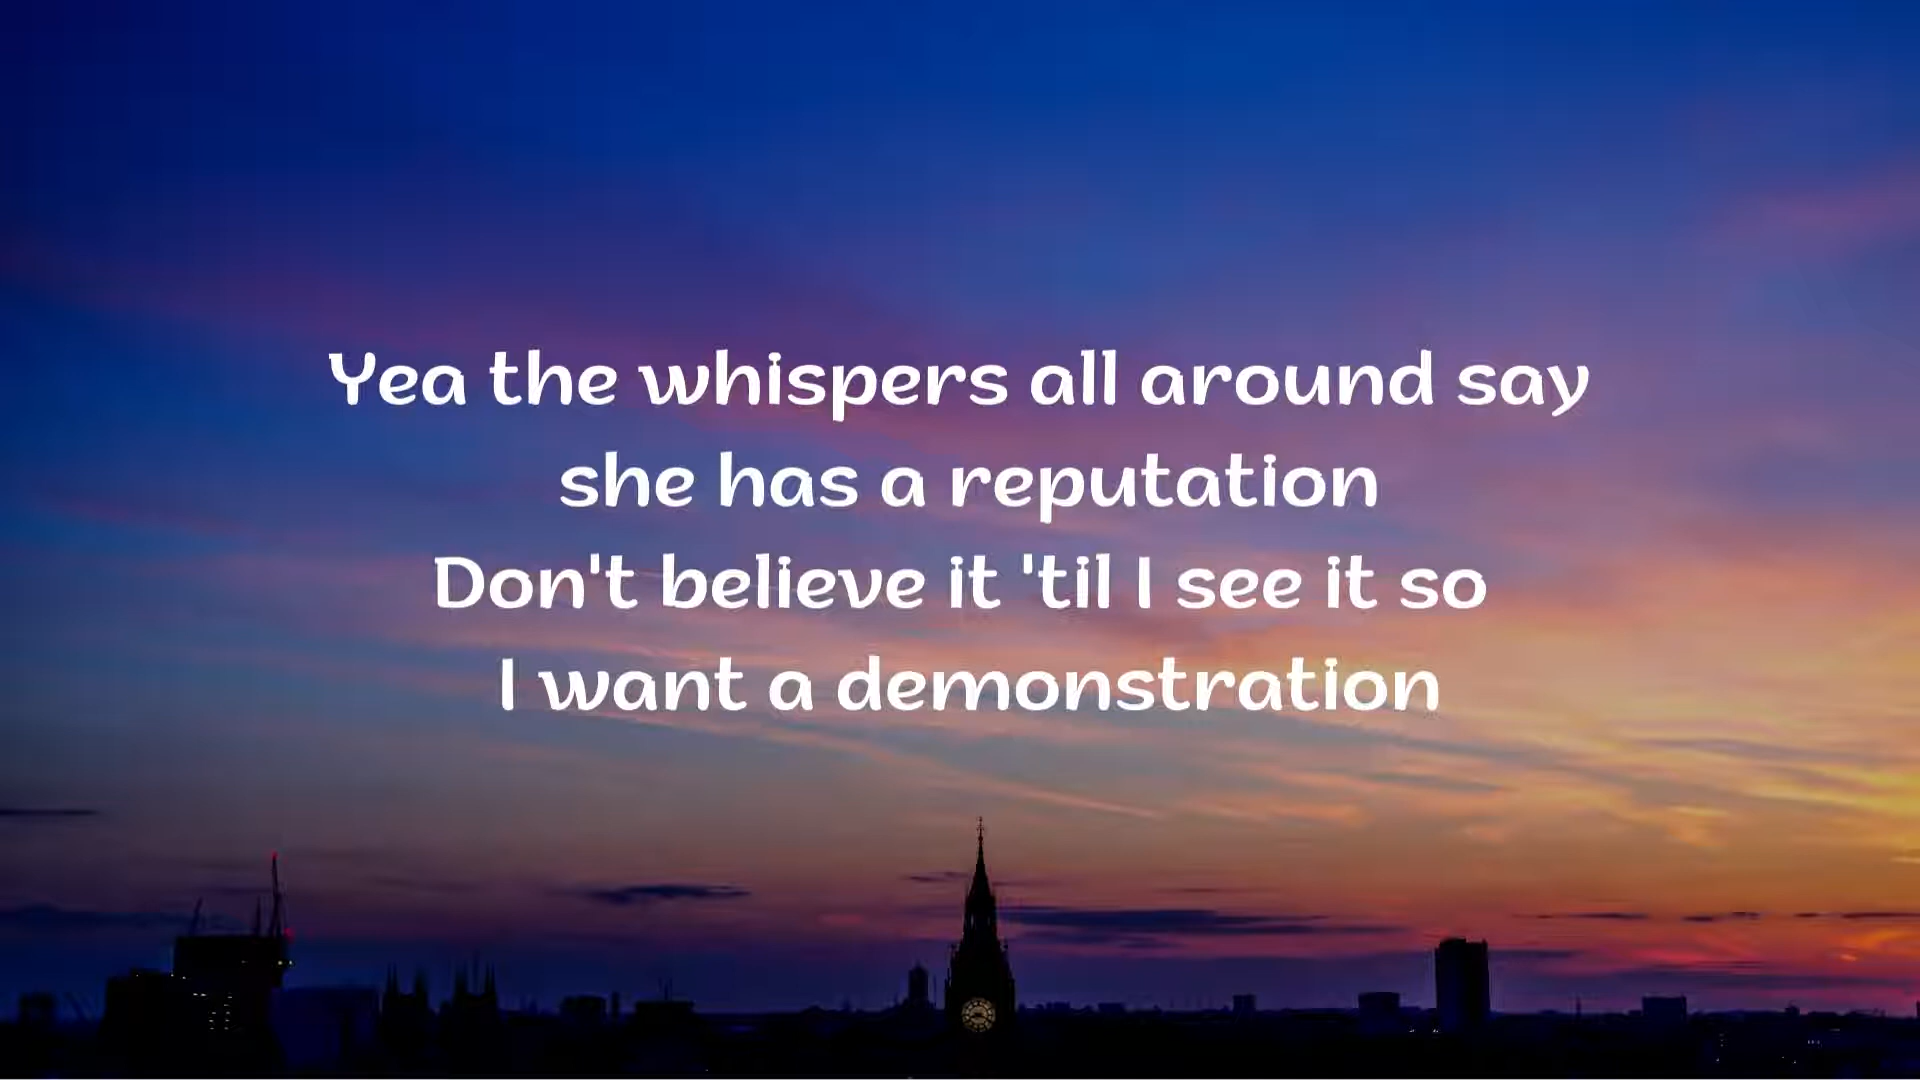 Yea the whispers all around say
she has a reputation
Don't believe it 'til I see it so
I want a demonstration